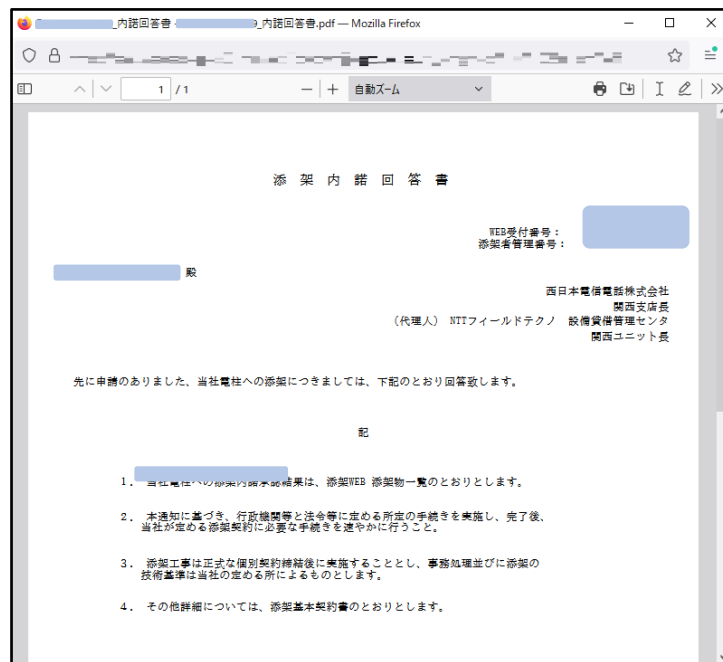 _内諾回答書 - 9_内諾回答書.pdf — Mozilla Firefox
1 / 1 自動ズーム
添 架 内 諾 回 答 書
WEB受付番号：
添架者管理番号：
殿
西日本電信電話株式会社
関西支店長
（代理人） NTTフィールドテクノ 設備賃借管理センタ
関西ユニット長
先に申請のありました、当社電柱への添架につきましては、下記のとおり回答致します。
記
1. 当社電柱への添架内諾承認結果は、添架WEB 添架物一覧のとおりとします。
2. 本通知に基づき、行政機関等と法令等に定める所定の手続きを実施し、完了後、
当社が定める添架契約に必要な手続きを速やかに行うこと。
3. 添架工事は正式な個別契約締結後に実施することとし、事務処理並びに添架の
技術基準は当社の定める所によるものとします。
4. その他詳細については、添架基本契約書のとおりとします。